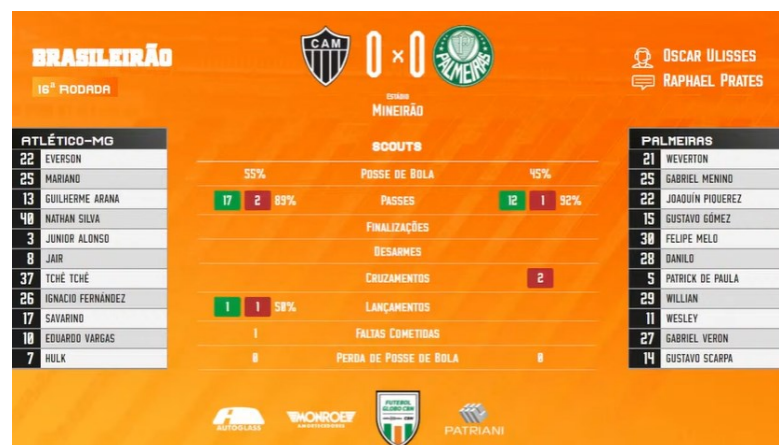 BRASILEIRÃO
16ª RODADA
CAM
0 × 0
PALMEIRAS
ESTÁDIO
MINEIRÃO
OSCAR ULISSES
RAPHAEL PRATES
ATLÉTICO-MG
22 EVERSON
25 MARIANO
13 GUILHERME ARANA
40 NATHAN SILVA
3 JUNIOR ALONSO
8 JAIR
37 TCHÊ TCHÊ
26 IGNACIO FERNÁNDEZ
17 SAVARINO
10 EDUARDO VARGAS
7 HULK
SCOUTS
55% POSSE DE BOLA 45%
17 2 89% PASSES 12 1 92%
FINALIZAÇÕES
DESARMES
CRUZAMENTOS 2
1 1 50% LANÇAMENTOS
1 FALTAS COMETIDAS
0 PERDA DE POSSE DE BOLA 0
PALMEIRAS
21 WEVERTON
25 GABRIEL MENINO
22 JOAQUÍN PIQUEREZ
15 GUSTAVO GÓMEZ
30 FELIPE MELO
28 DANILO
5 PATRICK DE PAULA
29 WILLIAN
11 WESLEY
27 GABRIEL VERON
14 GUSTAVO SCARPA
AUTOGLASS
MONROE
AMORTECEDORES
FUTEBOL
GLOBO CBN
PATRIANI